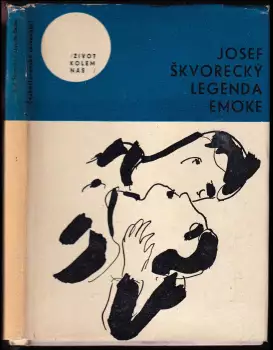 /ŽIVOT
KOLEM
NÁS /
JOSEF
ŠKVORECKÝ
LEGENDA
EMÖKE